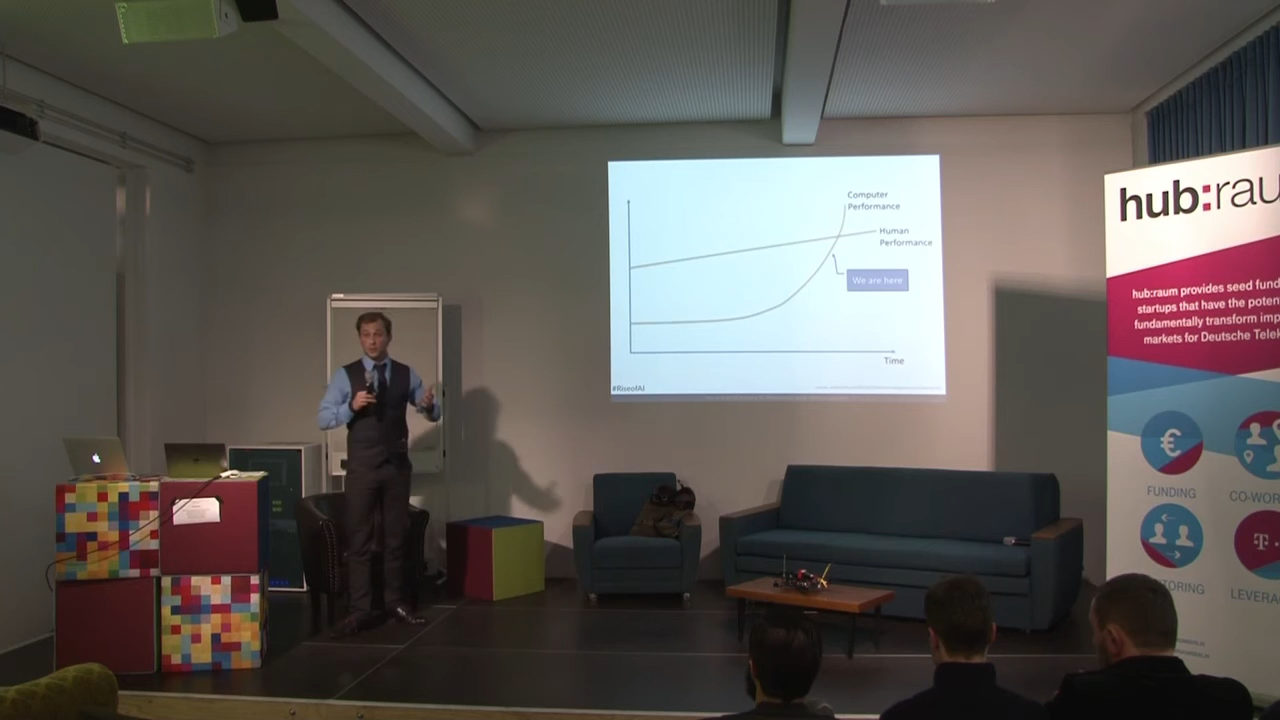 Computer
Performance
Human
Performance
We are here
Time
#RiseofAI
hub:rau
hub:raum provides seed fund
startups that have the poten
fundamentally transform imp
markets for Deutsche Telek
FUNDING
CO-WOR
TORING
LEVERA
T